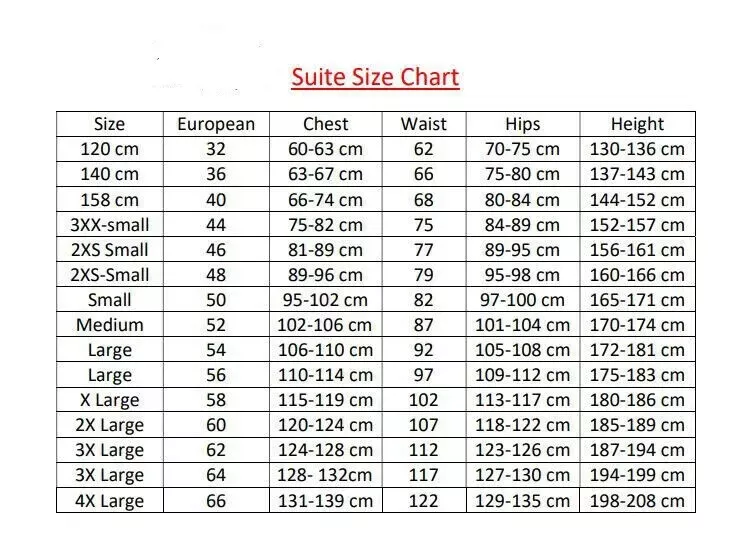 Suite Size Chart
Size European Chest Waist Hips Height
120 cm 32 60-63 cm 62 70-75 cm 130-136 cm
140 cm 36 63-67 cm 66 75-80 cm 137-143 cm
158 cm 40 66-74 cm 68 80-84 cm 144-152 cm
3XX-small 44 75-82 cm 75 84-89 cm 152-157 cm
2XS Small 46 81-89 cm 77 89-95 cm 156-161 cm
2XS-Small 48 89-96 cm 79 95-98 cm 160-166 cm
Small 50 95-102 cm 82 97-100 cm 165-171 cm
Medium 52 102-106 cm 87 101-104 cm 170-174 cm
Large 54 106-110 cm 92 105-108 cm 172-181 cm
Large 56 110-114 cm 97 109-112 cm 175-183 cm
X Large 58 115-119 cm 102 113-117 cm 180-186 cm
2X Large 60 120-124 cm 107 118-122 cm 185-189 cm
3X Large 62 124-128 cm 112 123-126 cm 187-194 cm
3X Large 64 128- 132cm 117 127-130 cm 194-199 cm
4X Large 66 131-139 cm 122 129-135 cm 198-208 cm